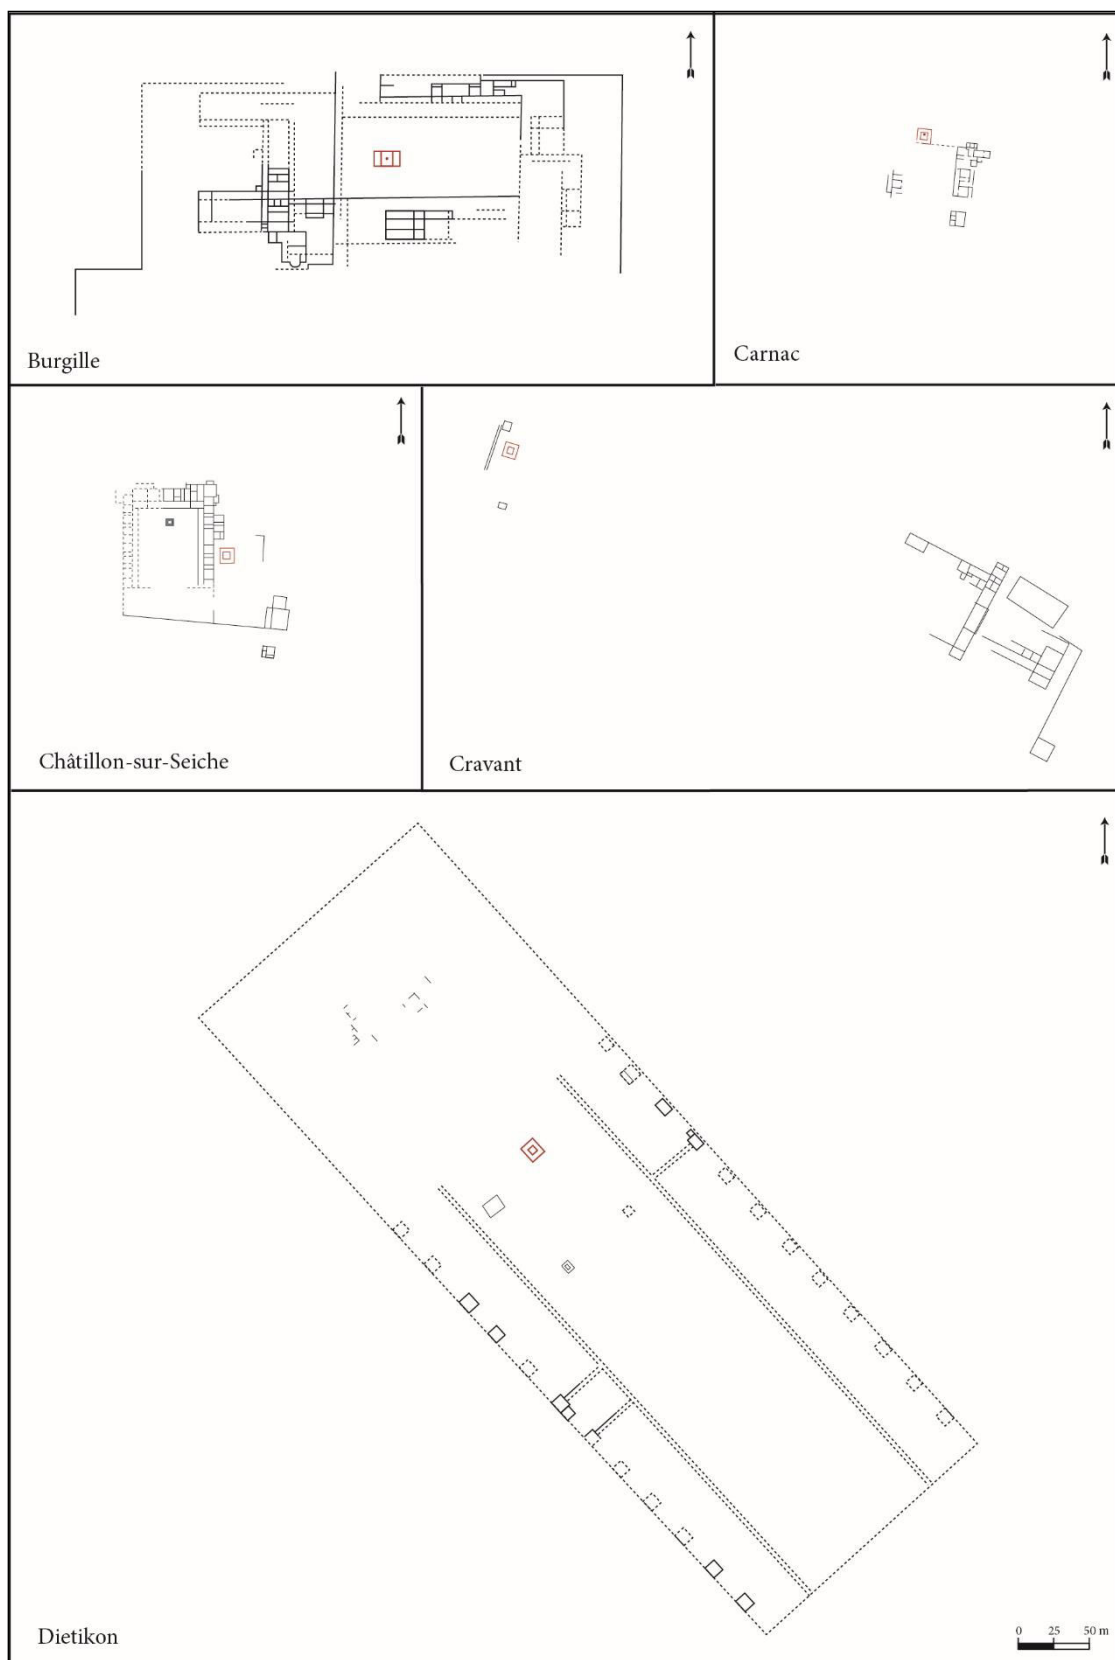 Burgille
Carnac
Châtillon-sur-Seiche
Cravant
Dietikon
0 25 50 m